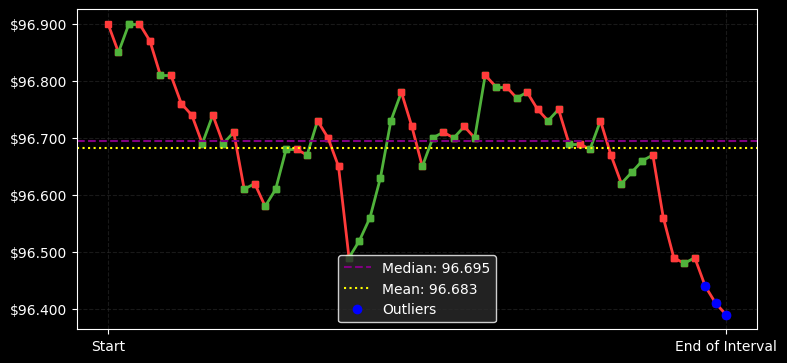 $96.900
$96.800
$96.700
$96.600
$96.500
$96.400
Median: 96.695
Mean: 96.683
Outliers
Start
End of Interval